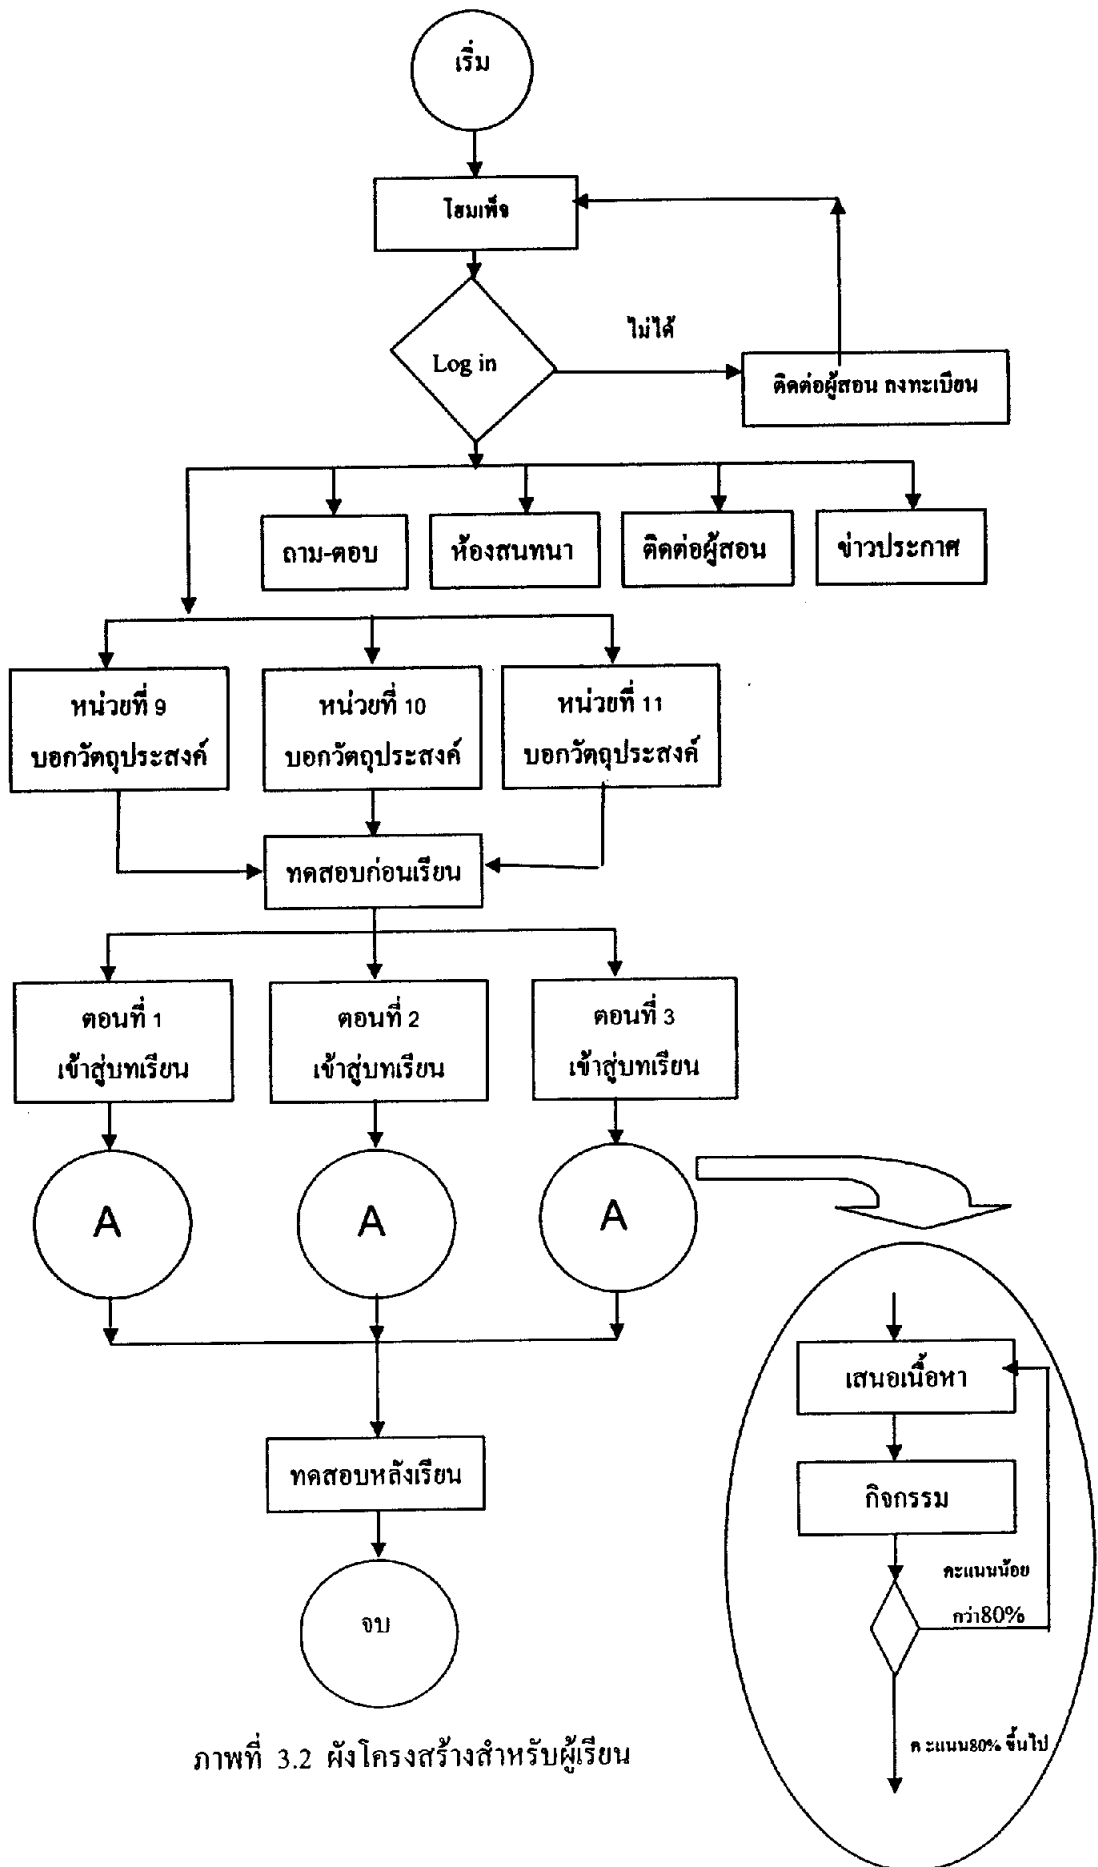 เริ่ม
โฮมเพ็จ
ไม่ได้
Log in
ติดต่อผู้สอน ลงทะเบียน
ถาม-ตอบ
ห้องสนทนา
ติดต่อผู้สอน
ข่าวประกาศ
หน่วยที่ 9
บอกวัตถุประสงค์
หน่วยที่ 10
บอกวัตถุประสงค์
หน่วยที่ 11
บอกวัตถุประสงค์
ทดสอบก่อนเรียน
ตอนที่ 1
เข้าสู่บทเรียน
ตอนที่ 2
เข้าสู่บทเรียน
ตอนที่ 3
เข้าสู่บทเรียน
A
A
A
เสนอเนื้อหา
กิจกรรม
คะแนนน้อย
กว่า80%
คะแนน80% ขึ้นไป
ทดสอบหลังเรียน
จบ
ภาพที่ 3.2 ผังโครงสร้างสำหรับผู้เรียน